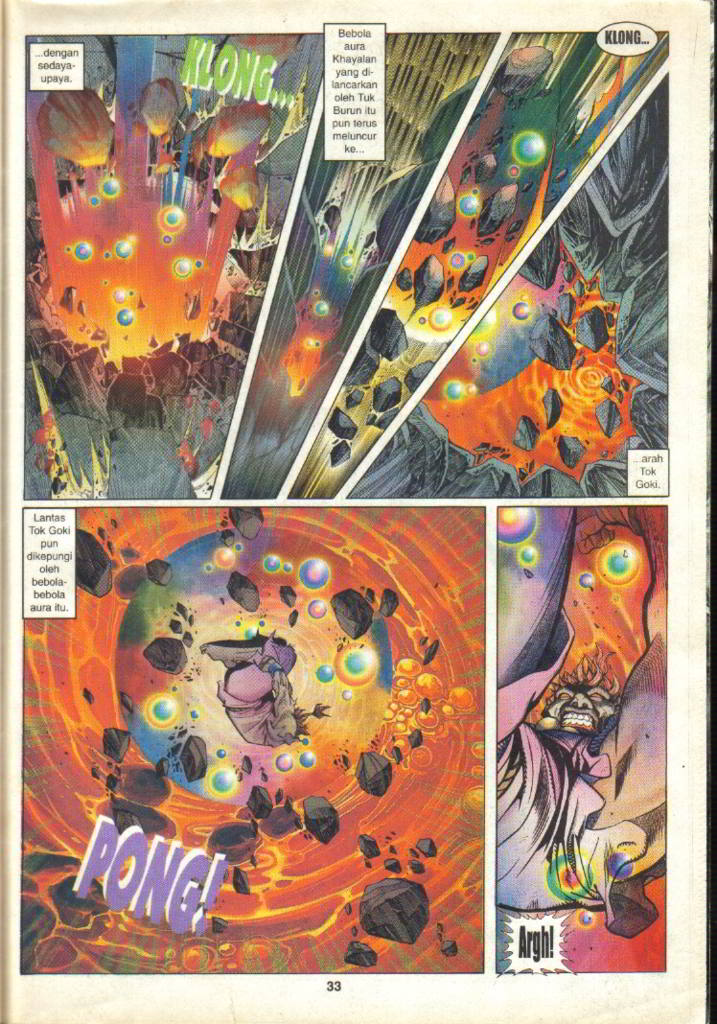 ...dengan
sedaya-
upaya.
KLONG...
Bebola
aura
Khayalan
yang di-
lancarkan
oleh Tuk
Burun itu
pun terus
meluncur
ke...
KLONG...
...arah
Tok
Goki.
Lantas
Tok Goki
pun
dikepungi
oleh
bebola-
bebola
aura itu.
PONG!
Argh!
33